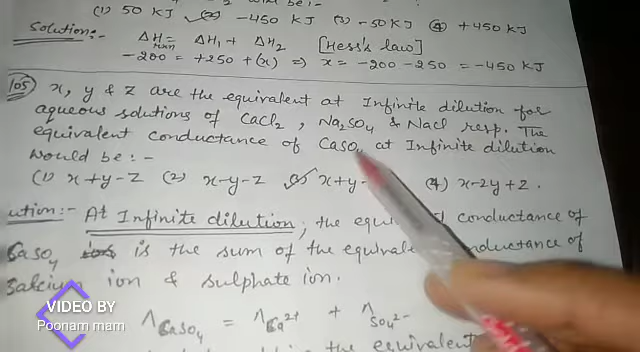 (1) 50 KJ (2) -450 KJ (3) -50 KJ (4) +450 KJ
Solution:- ΔH rxn = ΔH1 + ΔH2 [Hess's law]
-200 = +250 + (x) ⇒ x = -200 -250 = -450 KJ
105) x, y & z are the equivalent at Infinite dilution for
aqueous solutions of CaCl2, Na2SO4 & NaCl resp. The
equivalent conductance of CaSO at Infinite dilution
would be:-
(1) x+y-z (2) x-y-z (3) x+y- (4) x-2y+z.
ution:- At Infinite dilution, the equi conductance of
CaSO4 is the sum of the equivale conductance of
calcium ion & sulphate ion.
ΛCaSO4 = ΛCa2+ + ΛSO42-
the equivalent
VIDEO BY
Poonam mam